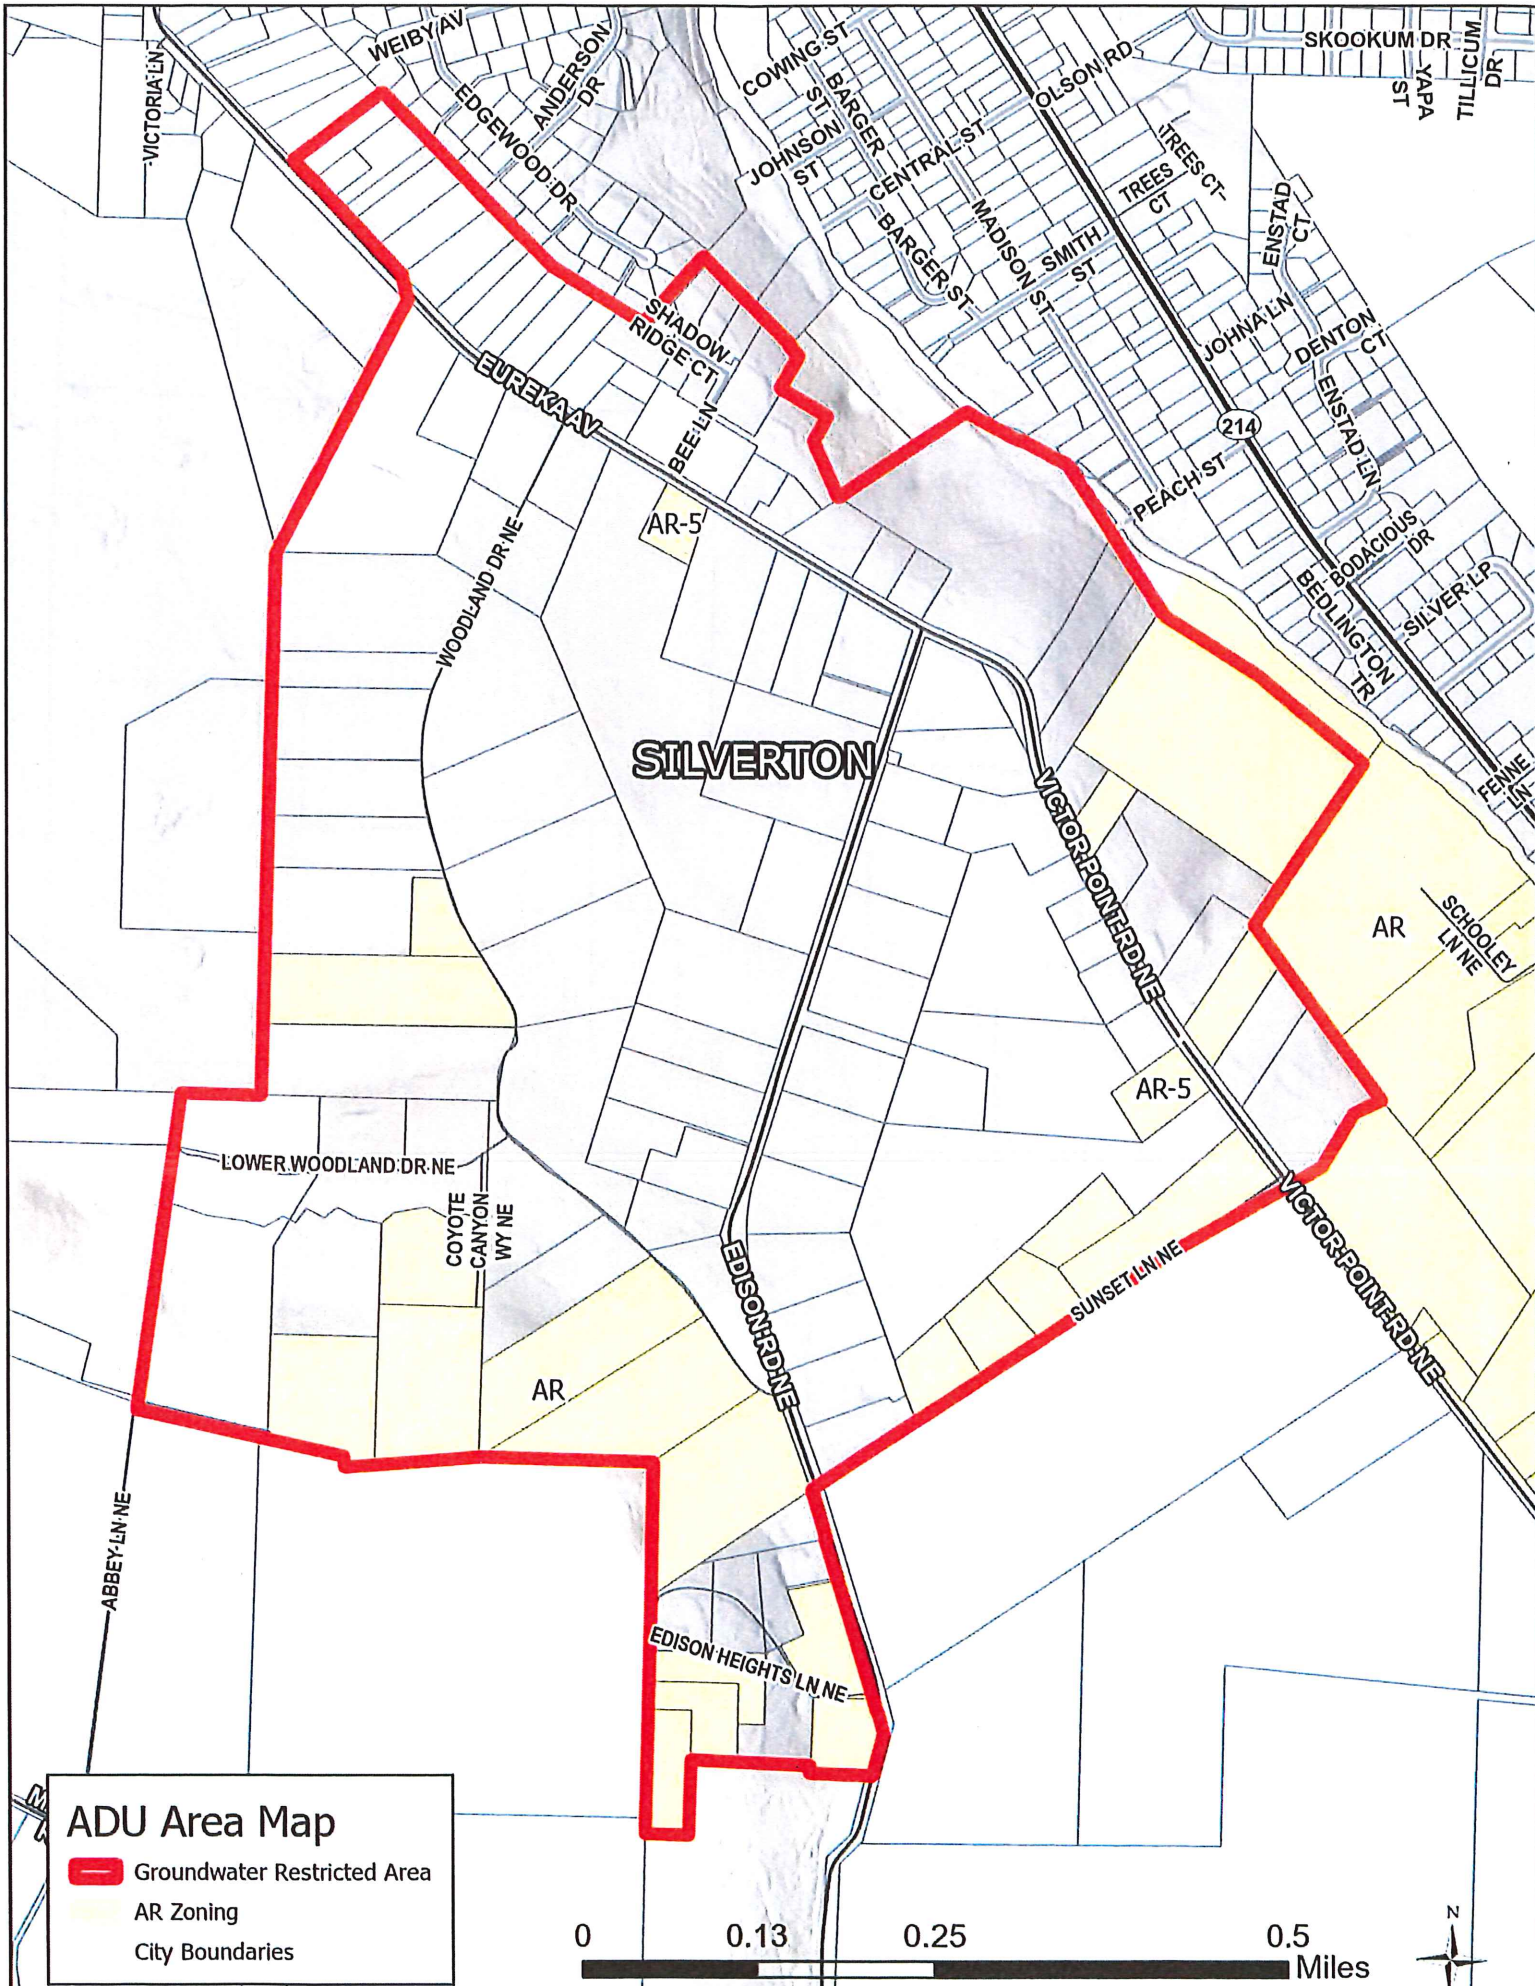 WEIBY AV
VICTORIA LN
ANDERSON
DR
EDGEWOOD DR
COWING ST
BARGER
ST
JOHNSON
ST
CENTRAL ST
OLSON RD
SKOOKUM DR
YAPA
ST
TILLICUM
DR
TREES CT
TREES
CT
ENSTAD
CT
BARGER ST
MADISON ST
SMITH
ST
SHADOW
RIDGE CT
JOHNA LN
DENTON
CT
EUREKA AV
BEE LN
214
ENSTAD LN
PEACH ST
AR-5
WOODLAND DR NE
BODACIOUS
DR
BEDLINGTON
TR
SILVER LP
SILVERTON
VICTOR POINT RD NE
FENNE
LN
AR
SCHOOLEY
LN NE
AR-5
LOWER WOODLAND DR NE
COYOTE
CANYON
WY NE
EDISON RD NE
SUNSET LN NE
VICTOR POINT RD NE
AR
ABBEY LN NE
EDISON HEIGHTS LN NE
ADU Area Map
Groundwater Restricted Area
AR Zoning
City Boundaries
0 0.13 0.25 0.5
Miles
N